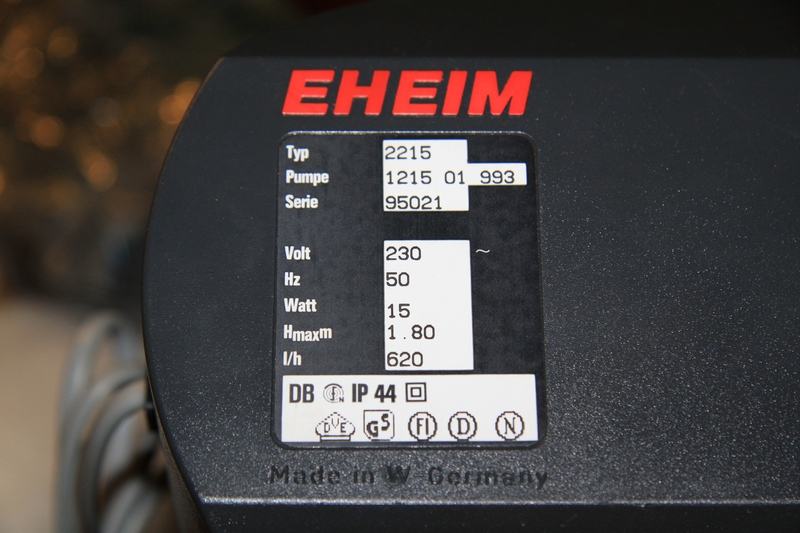 EHEIM
Typ 2215
Pumpe 1215 01 993
Serie 95021
Volt 230 ~
Hz 50
Watt 15
Hmaxm 1.80
l/h 620
DB IP 44
DVE GS FI D N
Made in W Germany